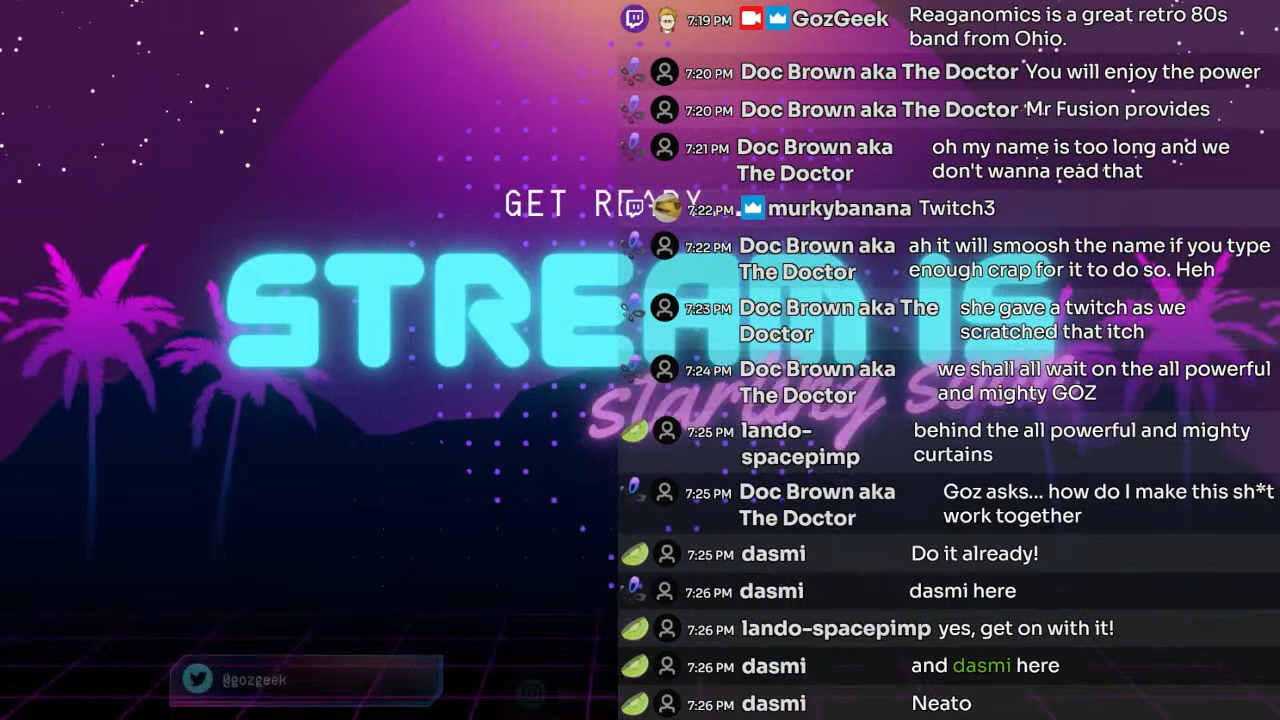 7:19 PM GozGeek Reaganomics is a great retro 80s
band from Ohio.
7:20 PM Doc Brown aka The Doctor You will enjoy the power
7:20 PM Doc Brown aka The Doctor Mr Fusion provides
7:21 PM Doc Brown aka The Doctor oh my name is too long and we
don't wanna read that
GET READY
7:22 PM murkybanana Twitch3
7:22 PM Doc Brown aka The Doctor ah it will smoosh the name if you type
enough crap for it to do so. Heh
STREAM IS
7:23 PM Doc Brown aka The Doctor she gave a twitch as we
scratched that itch
7:24 PM Doc Brown aka The Doctor we shall all wait on the all powerful
and mighty GOZ
starting
7:25 PM lando-spacepimp behind the all powerful and mighty
curtains
7:25 PM Doc Brown aka The Doctor Goz asks... how do I make this sh*t
work together
7:25 PM dasmi Do it already!
7:26 PM dasmi dasmi here
7:26 PM lando-spacepimp yes, get on with it!
7:26 PM dasmi and dasmi here
@gozgeek
7:26 PM dasmi Neato